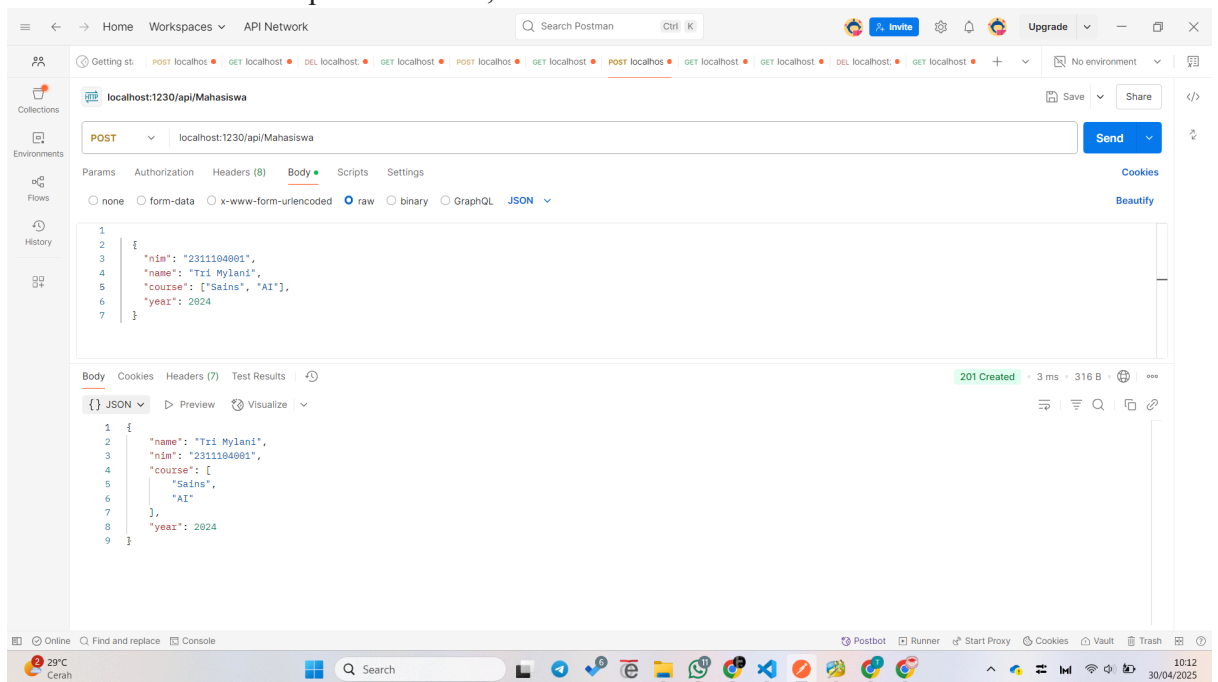 Home Workspaces API Network Search Postman Ctrl K Invite Upgrade
Getting st POST localhos GET localhost DEL localhost: GET localhost POST localhos GET localhost POST localhos GET localhost GET localhost DEL localhost: GET localhost No environment
Collections
Environments
Flows
History
HTTP localhost:1230/api/Mahasiswa Save Share
POST localhost:1230/api/Mahasiswa Send
Params Authorization Headers (8) Body Scripts Settings Cookies
none form-data x-www-form-urlencoded raw binary GraphQL JSON Beautify
1
2 {
3 "nim": "2311104001",
4 "name": "Tri Mylani",
5 "course": ["Sains", "AI"],
6 "year": 2024
7 }
Body Cookies Headers (7) Test Results 201 Created 3 ms 316 B
{} JSON Preview Visualize
1 {
2 "name": "Tri Mylani",
3 "nim": "2311104001",
4 "course": [
5 "Sains",
6 "AI"
7 ],
8 "year": 2024
9 }
Online Find and replace Console Postbot Runner Start Proxy Cookies Vault Trash
2 29°C Search 10:12
Cerah 30/04/2025